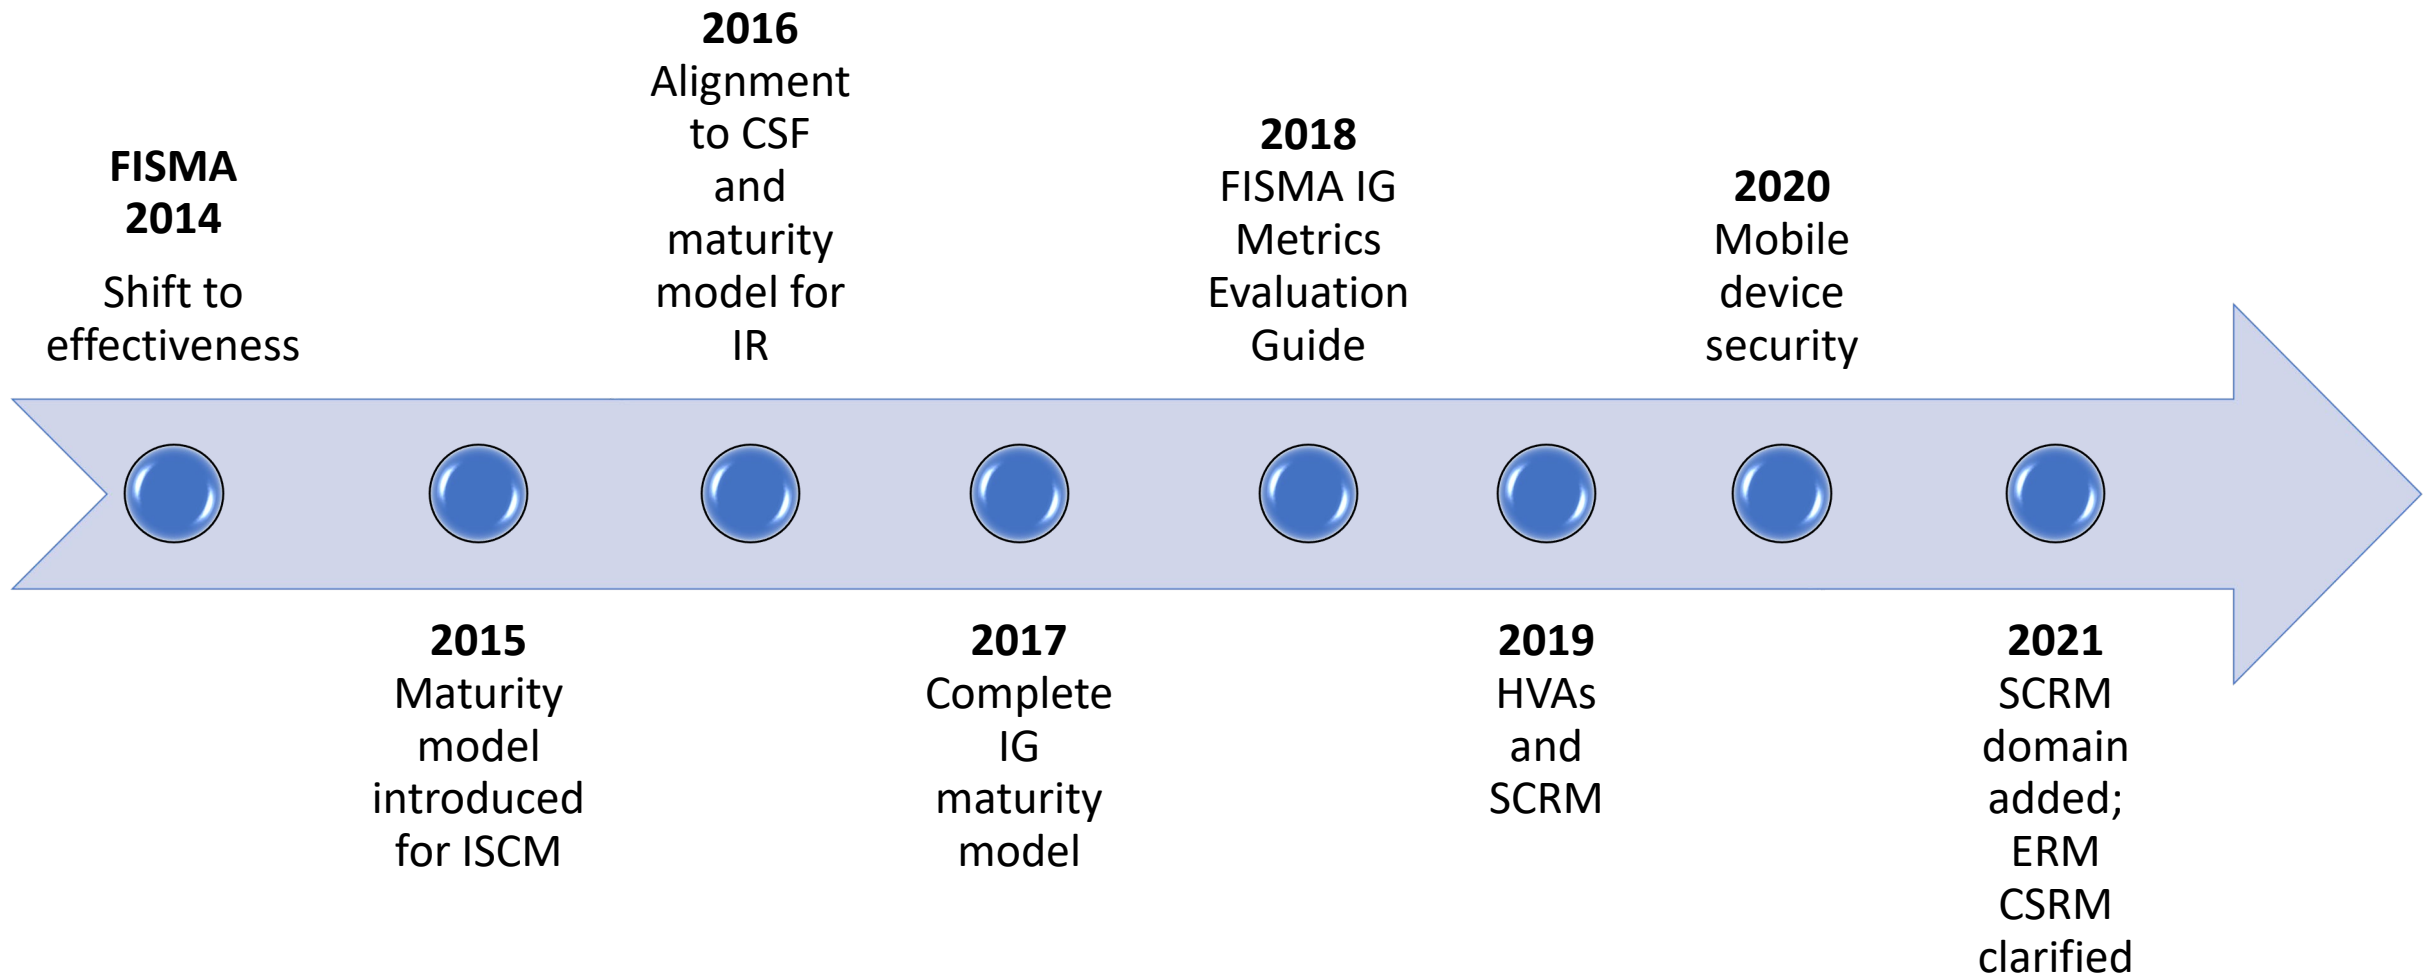 FISMA
2014
Shift to
effectiveness
2015
Maturity
model
introduced
for ISCM
2016
Alignment
to CSF
and
maturity
model for
IR
2017
Complete
IG
maturity
model
2018
FISMA IG
Metrics
Evaluation
Guide
2019
HVAs
and
SCRM
2020
Mobile
device
security
2021
SCRM
domain
added;
ERM
CSRM
clarified